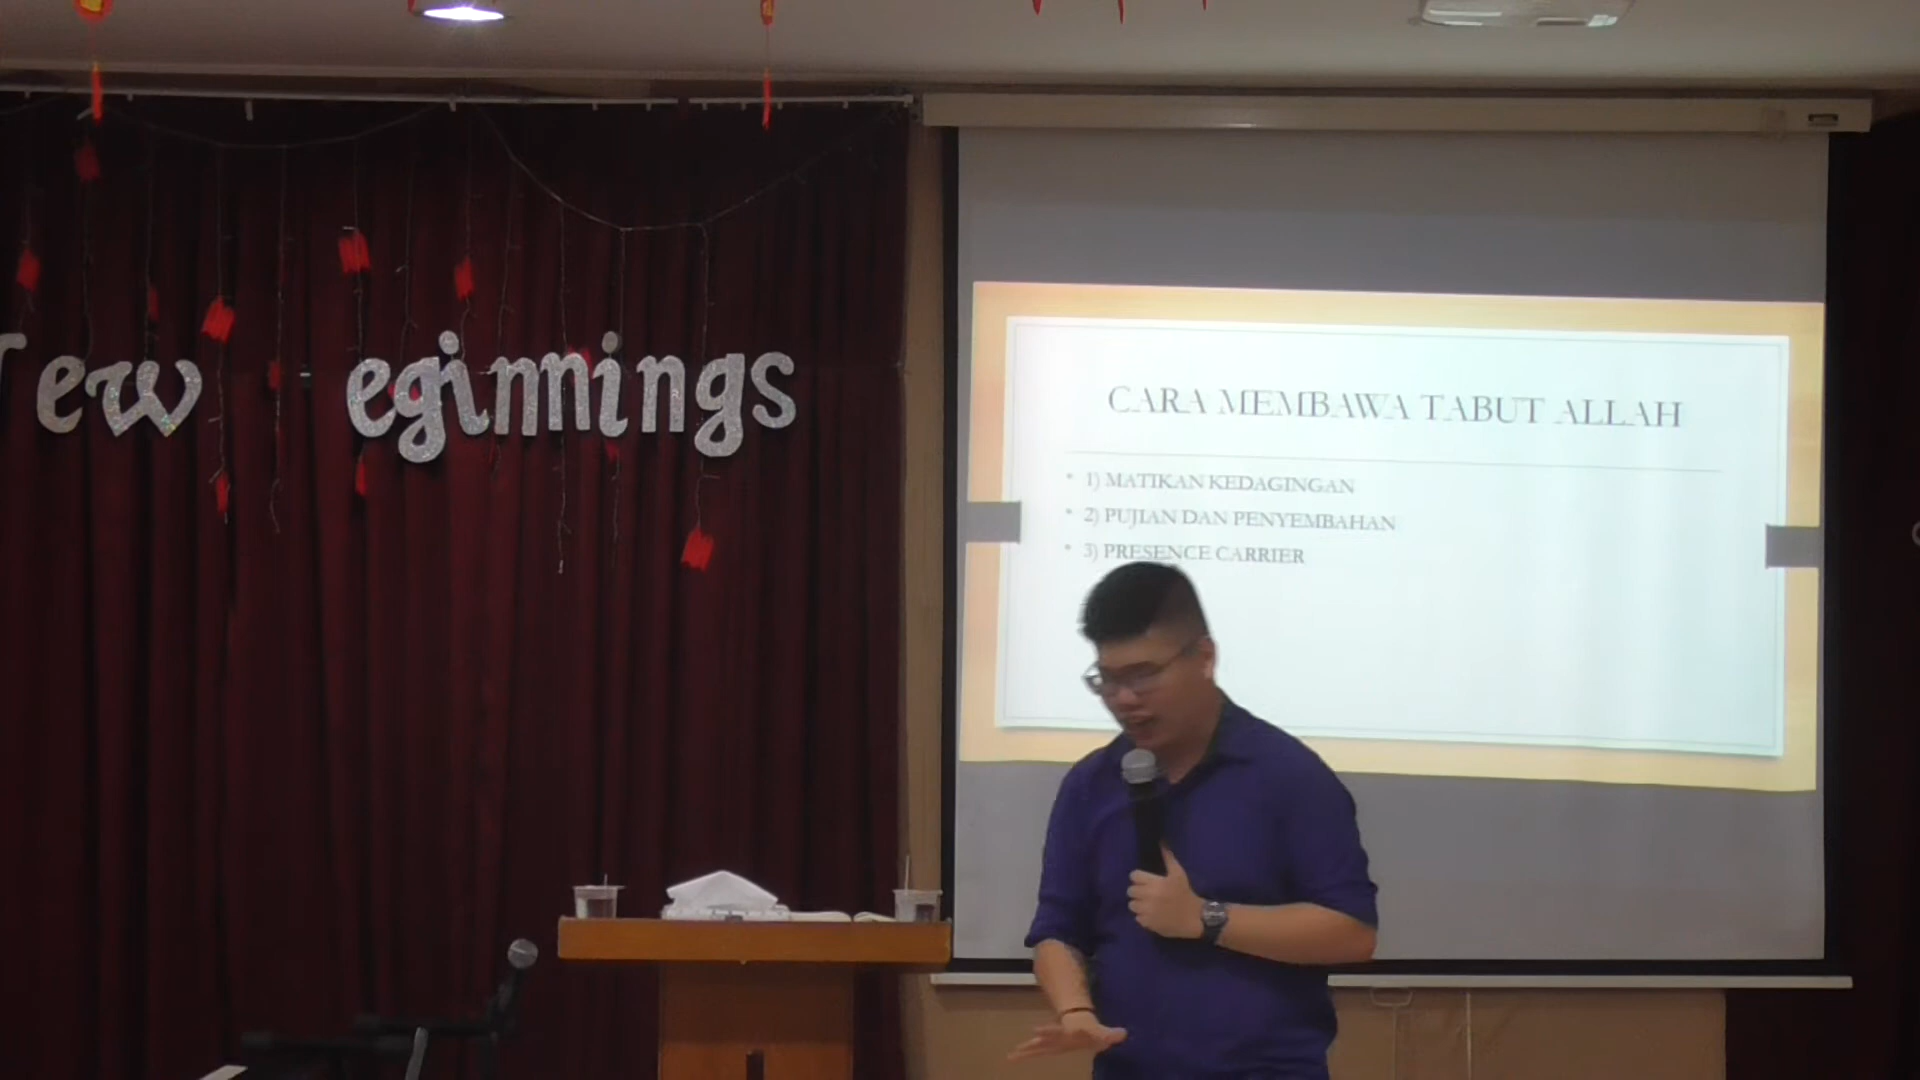 ew eginnings
CARA MEMBAWA TABUT ALLAH
• 1) MATIKAN KEDAGINGAN
• 2) PUJIAN DAN PENYEMBAHAN
• 3) PRESENCE CARRIER